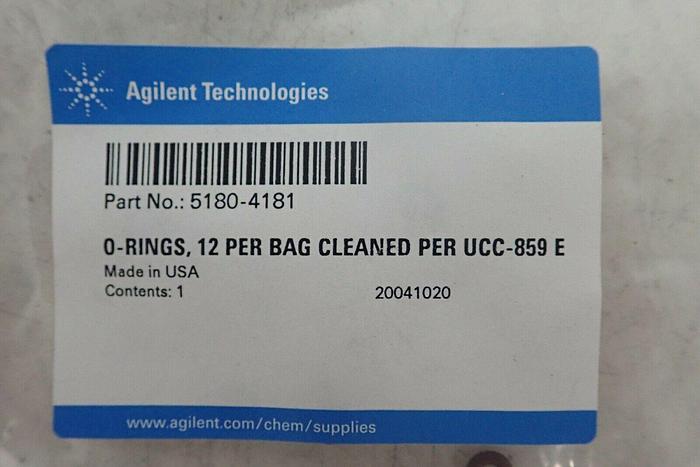 Agilent Technologies
Part No.: 5180-4181
O-RINGS, 12 PER BAG CLEANED PER UCC-859 E
Made in USA
Contents: 1 20041020
www.agilent.com/chem/supplies